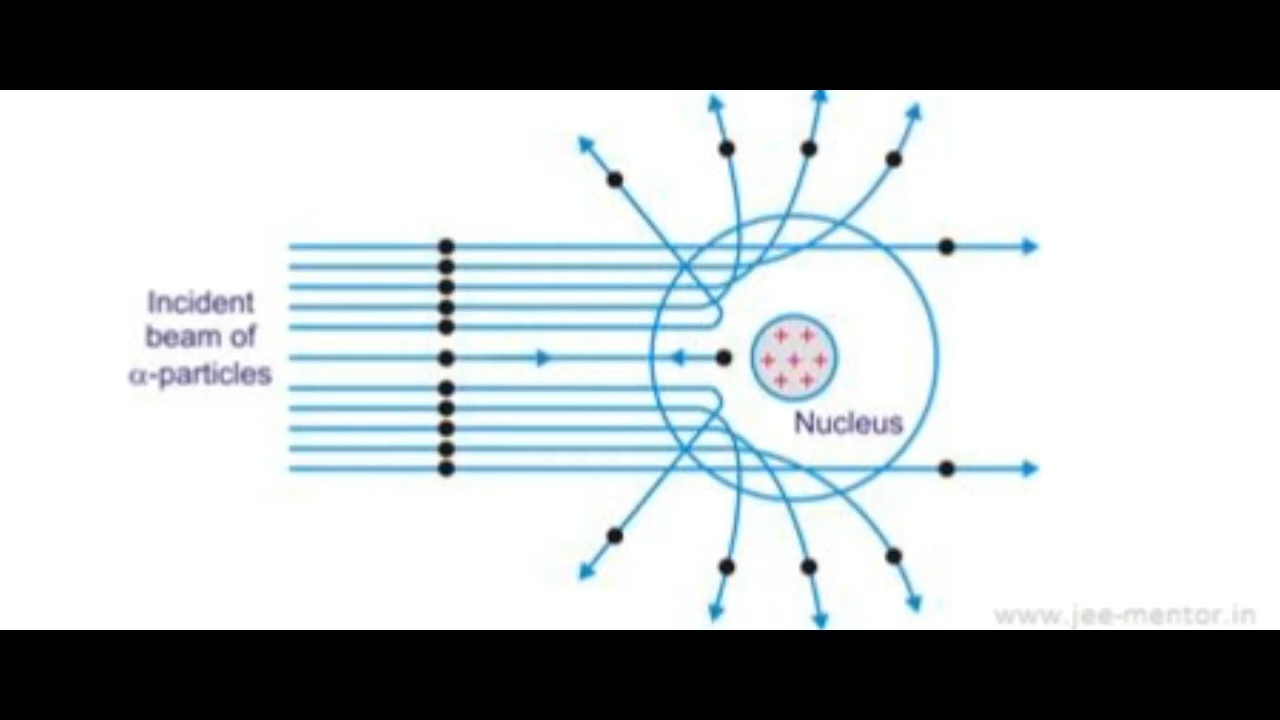 Incident
beam of
α-particles
+ +
+ + +
+ +
Nucleus
www.jee-mentor.in